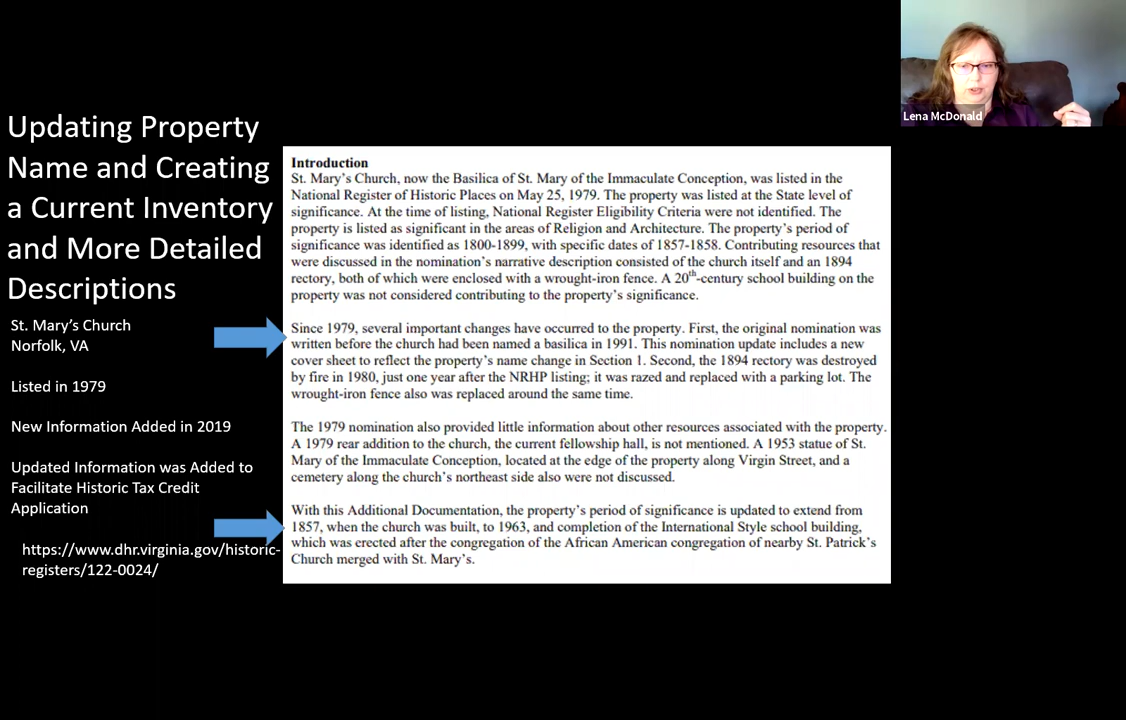 Updating Property
Name and Creating
a Current Inventory
and More Detailed
Descriptions
St. Mary's Church
Norfolk, VA
Listed in 1979
New Information Added in 2019
Updated Information was Added to
Facilitate Historic Tax Credit
Application
https://www.dhr.virginia.gov/historic-
registers/122-0024/
Introduction
St. Mary's Church, now the Basilica of St. Mary of the Immaculate Conception, was listed in the
National Register of Historic Places on May 25, 1979. The property was listed at the State level of
significance. At the time of listing, National Register Eligibility Criteria were not identified. The
property is listed as significant in the areas of Religion and Architecture. The property's period of
significance was identified as 1800-1899, with specific dates of 1857-1858. Contributing resources that
were discussed in the nomination's narrative description consisted of the church itself and an 1894
rectory, both of which were enclosed with a wrought-iron fence. A 20th-century school building on the
property was not considered contributing to the property's significance.
Since 1979, several important changes have occurred to the property. First, the original nomination was
written before the church had been named a basilica in 1991. This nomination update includes a new
cover sheet to reflect the property's name change in Section 1. Second, the 1894 rectory was destroyed
by fire in 1980, just one year after the NRHP listing; it was razed and replaced with a parking lot. The
wrought-iron fence also was replaced around the same time.
The 1979 nomination also provided little information about other resources associated with the property.
A 1979 rear addition to the church, the current fellowship hall, is not mentioned. A 1953 statue of St.
Mary of the Immaculate Conception, located at the edge of the property along Virgin Street, and a
cemetery along the church's northeast side also were not discussed.
With this Additional Documentation, the property's period of significance is updated to extend from
1857, when the church was built, to 1963, and completion of the International Style school building,
which was erected after the congregation of the African American congregation of nearby St. Patrick's
Church merged with St. Mary's.
Lena McDonald